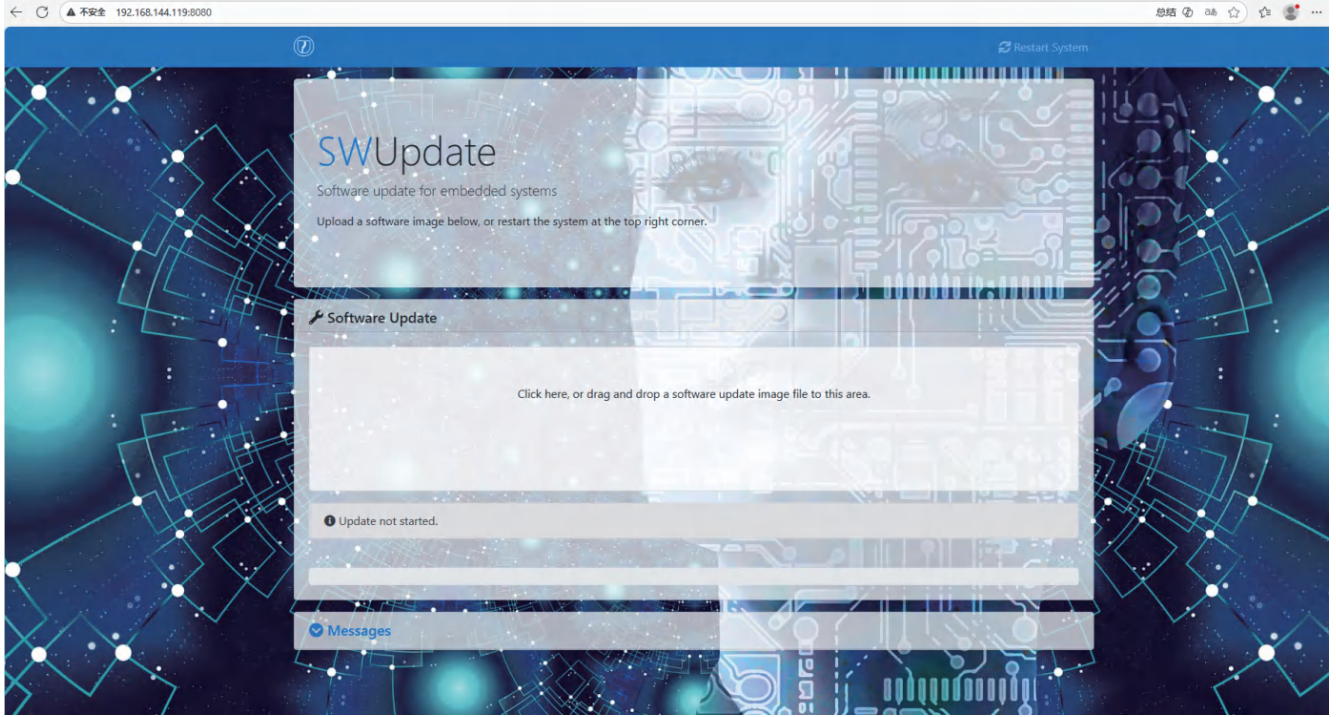 不安全 192.168.144.119:8080 总结
Restart System
SWUpdate
Software update for embedded systems
Upload a software image below, or restart the system at the top right corner.
Software Update
Click here, or drag and drop a software update image file to this area.
Update not started.
Messages